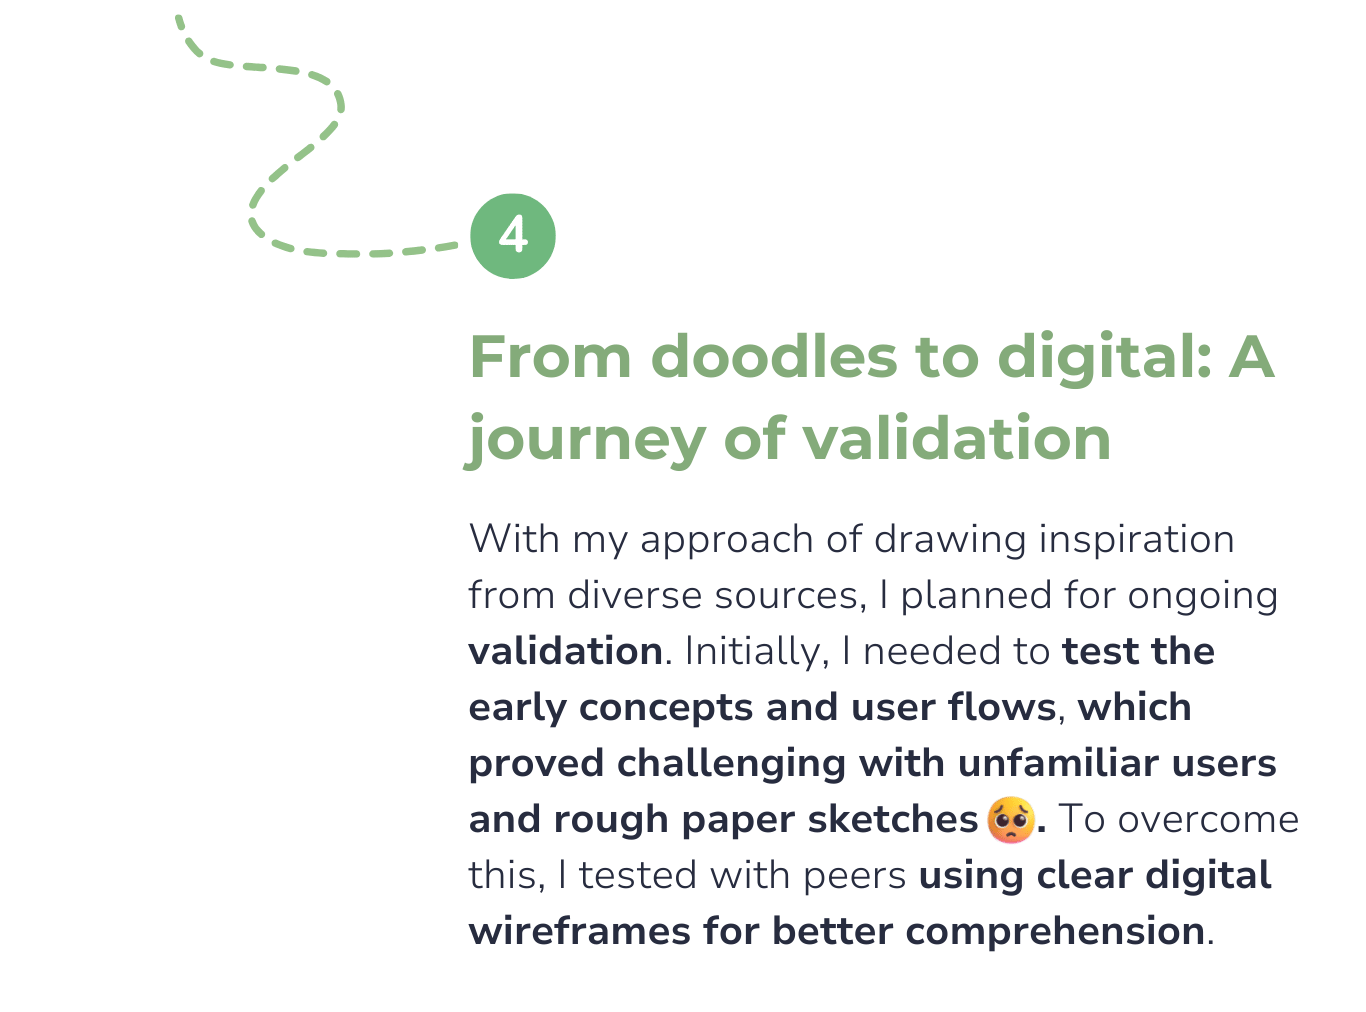 4
From doodles to digital: A
journey of validation
With my approach of drawing inspiration
from diverse sources, I planned for ongoing
validation. Initially, I needed to test the
early concepts and user flows, which
proved challenging with unfamiliar users
and rough paper sketches 🥺. To overcome
this, I tested with peers using clear digital
wireframes for better comprehension.